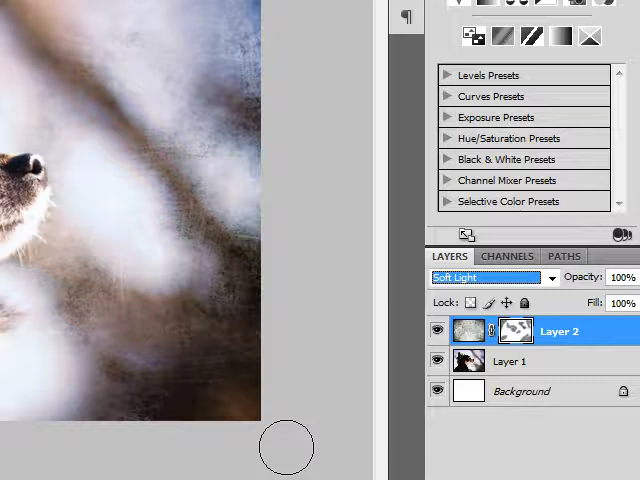 Levels Presets
Curves Presets
Exposure Presets
Hue/Saturation Presets
Black & White Presets
Channel Mixer Presets
Selective Color Presets
LAYERS CHANNELS PATHS
Soft Light Opacity: 100%
Lock: Fill: 100%
Layer 2
Layer 1
Background